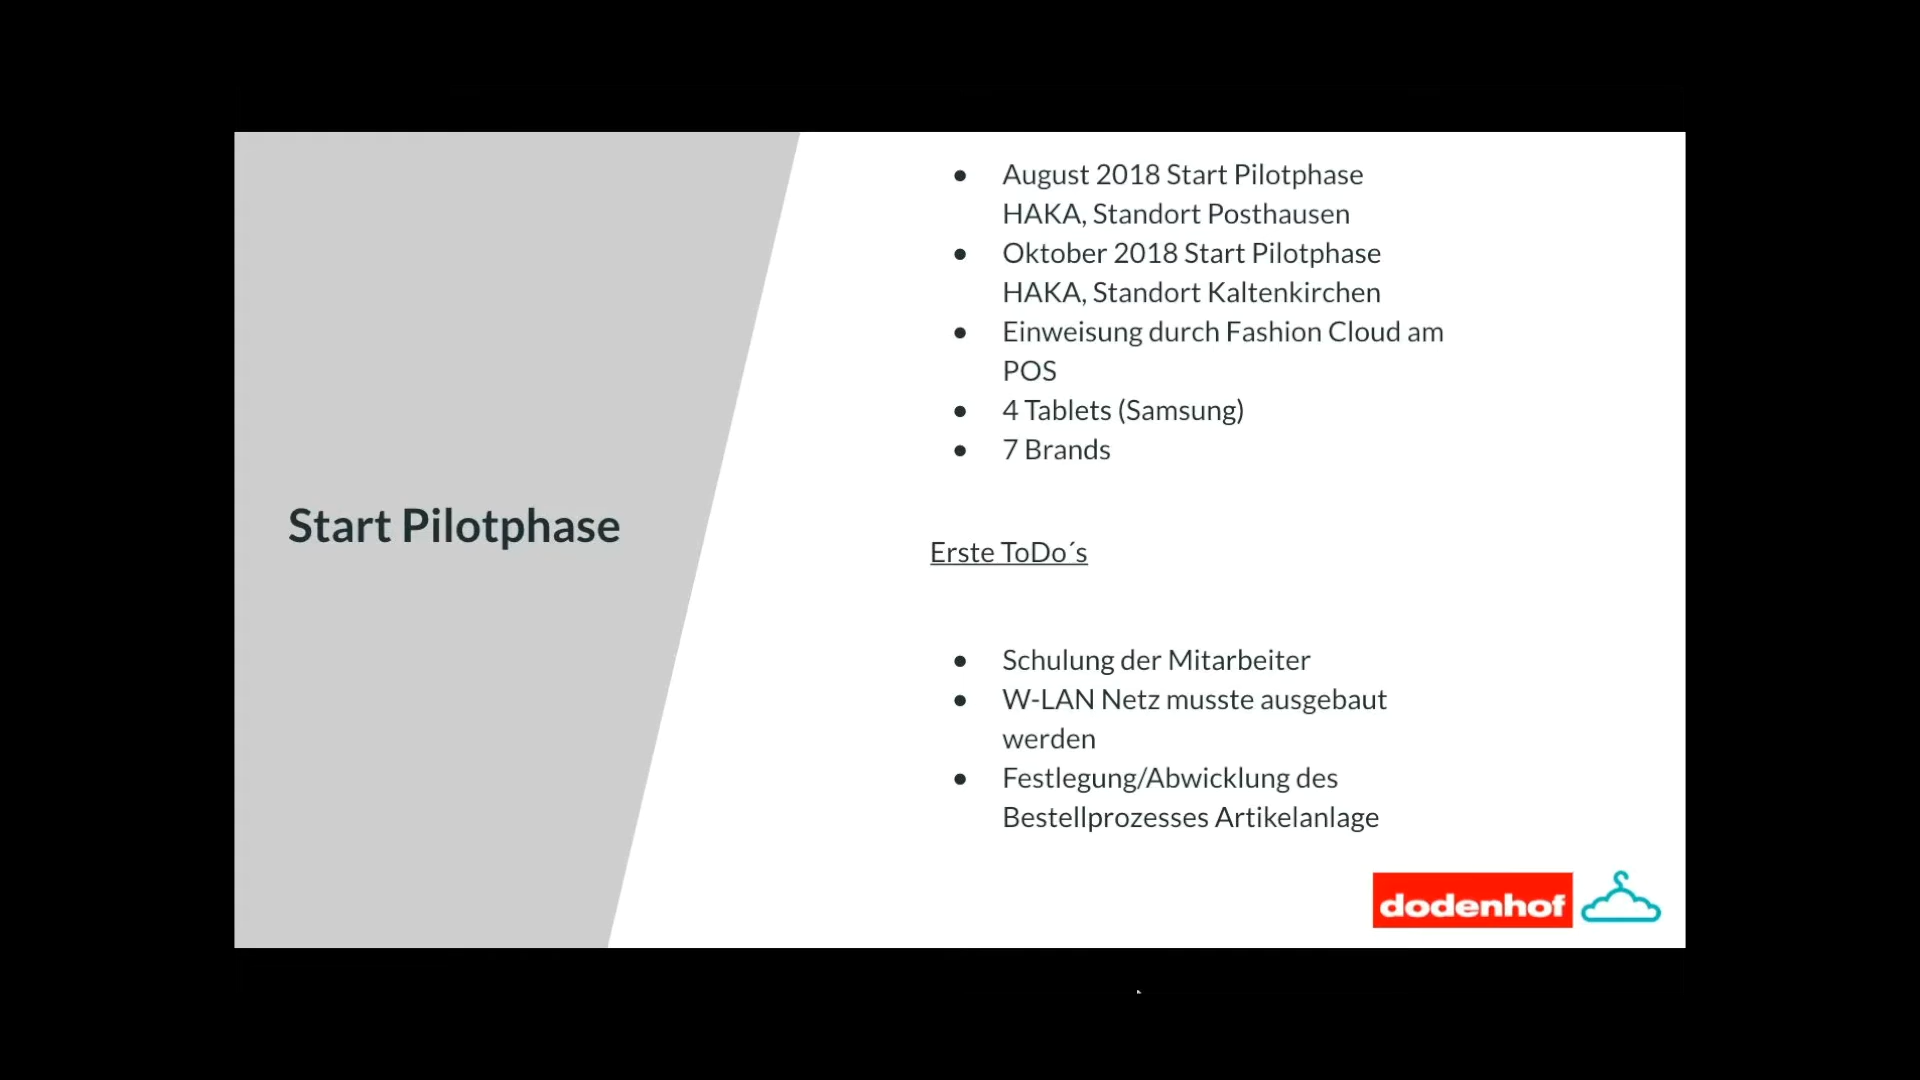 Start Pilotphase
● August 2018 Start Pilotphase
HAKA, Standort Posthausen
● Oktober 2018 Start Pilotphase
HAKA, Standort Kaltenkirchen
● Einweisung durch Fashion Cloud am
POS
● 4 Tablets (Samsung)
● 7 Brands
Erste ToDo´s
● Schulung der Mitarbeiter
● W-LAN Netz musste ausgebaut
werden
● Festlegung/Abwicklung des
Bestellprozesses Artikelanlage
dodenhof